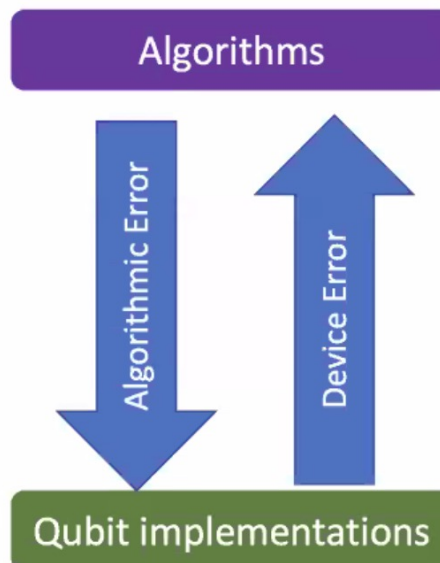 Algorithms
Algorithmic Error
Device Error
Qubit implementations